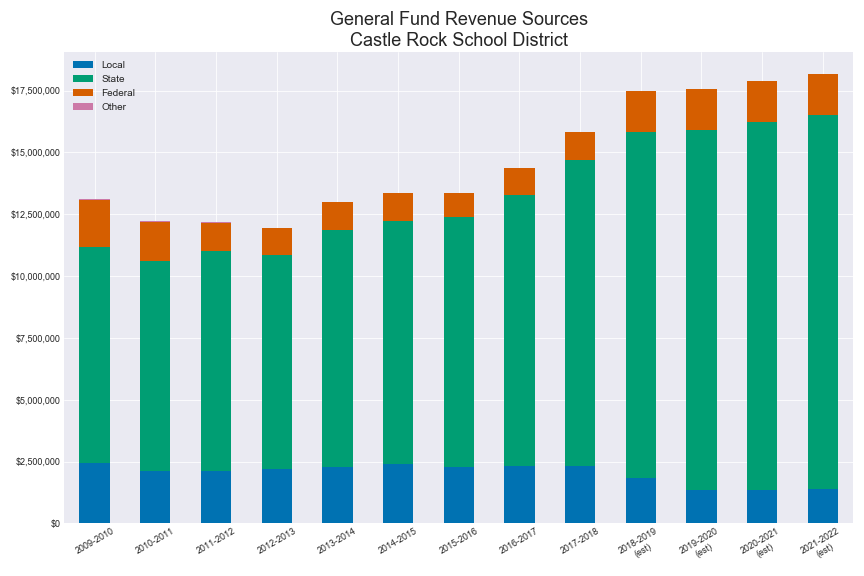 General Fund Revenue Sources
Castle Rock School District
Local
State
Federal
Other
$17,500,000
$15,000,000
$12,500,000
$10,000,000
$7,500,000
$5,000,000
$2,500,000
$0
2009-2010
2010-2011
2011-2012
2012-2013
2013-2014
2014-2015
2015-2016
2016-2017
2017-2018
2018-2019
(est)
2019-2020
(est)
2020-2021
(est)
2021-2022
(est)